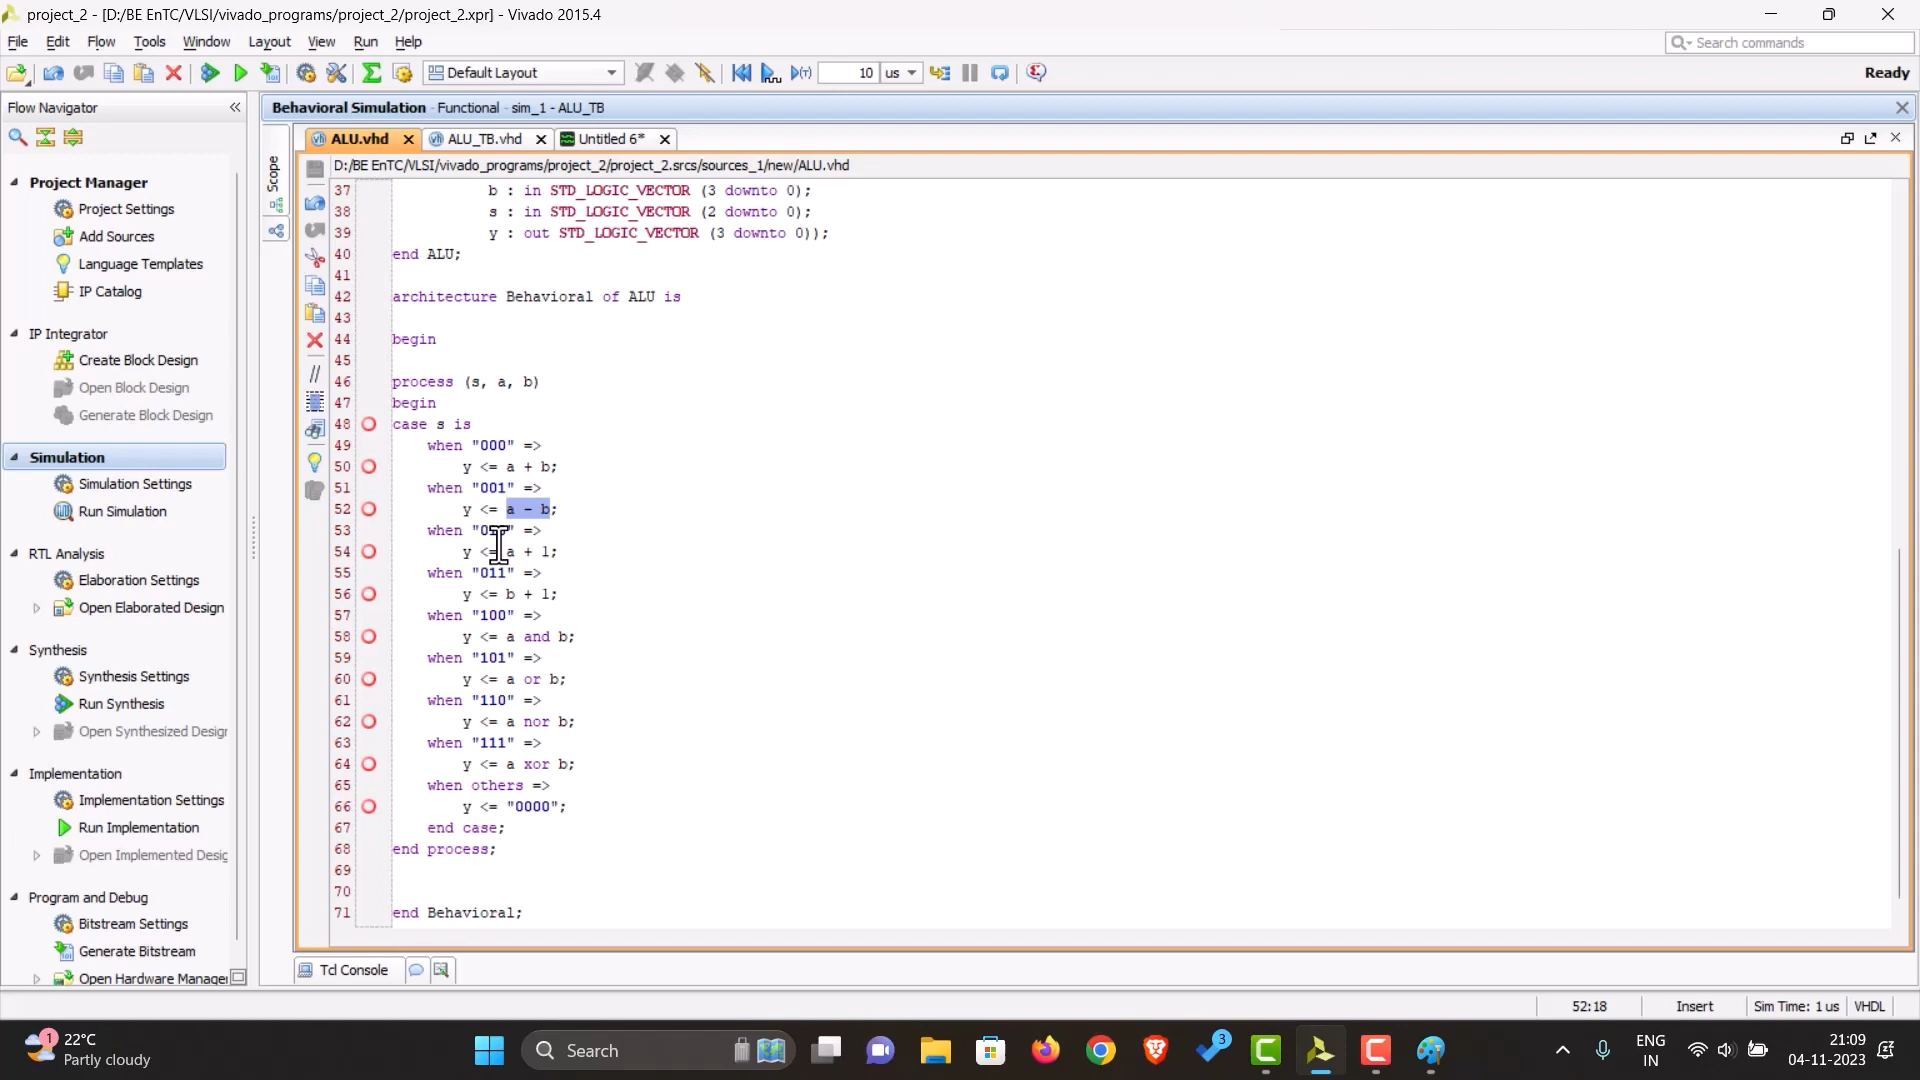 project_2 - [D:/BE EnTC/VLSI/vivado_programs/project_2/project_2.xpr] - Vivado 2015.4
File Edit Flow Tools Window Layout View Run Help
Search commands
Default Layout
10 us
Ready
Flow Navigator
Behavioral Simulation - Functional - sim_1 - ALU_TB
Scope
ALU.vhd
ALU_TB.vhd
Untitled 6*
D:/BE EnTC/VLSI/vivado_programs/project_2/project_2.srcs/sources_1/new/ALU.vhd
Project Manager
Project Settings
Add Sources
Language Templates
IP Catalog
IP Integrator
Create Block Design
Open Block Design
Generate Block Design
Simulation
Simulation Settings
Run Simulation
RTL Analysis
Elaboration Settings
Open Elaborated Design
Synthesis
Synthesis Settings
Run Synthesis
Open Synthesized Design
Implementation
Implementation Settings
Run Implementation
Open Implemented Desig
Program and Debug
Bitstream Settings
Generate Bitstream
Open Hardware Manager
37 b : in STD_LOGIC_VECTOR (3 downto 0);
38 s : in STD_LOGIC_VECTOR (2 downto 0);
39 y : out STD_LOGIC_VECTOR (3 downto 0));
40 end ALU;
41
42 architecture Behavioral of ALU is
43
44 begin
45
46 process (s, a, b)
47 begin
48 case s is
49 when "000" =>
50 y <= a + b;
51 when "001" =>
52 y <= a - b;
53 when "010" =>
54 y <= a + 1;
55 when "011" =>
56 y <= b + 1;
57 when "100" =>
58 y <= a and b;
59 when "101" =>
60 y <= a or b;
61 when "110" =>
62 y <= a nor b;
63 when "111" =>
64 y <= a xor b;
65 when others =>
66 y <= "0000";
67 end case;
68 end process;
69
70
71 end Behavioral;
Tcl Console
52:18
Insert
Sim Time: 1 us
VHDL
1
22°C
Partly cloudy
Search
3
ENG
IN
21:09
04-11-2023